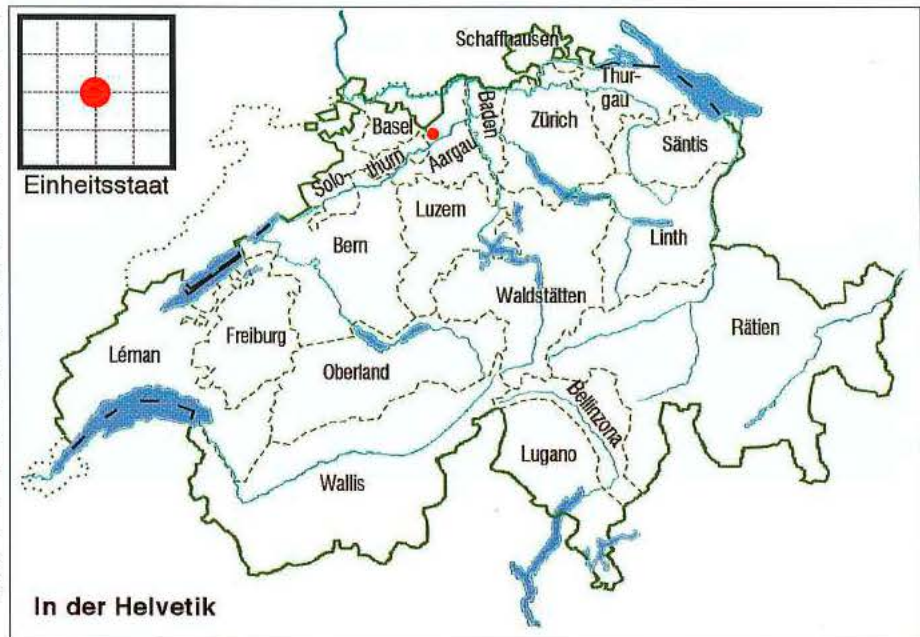 Einheitsstaat
Schaffhausen
Thur-
gau
Basel
Baden
Zürich
Säntis
Solo-
thurn
Aargau
Luzern
Bern
Linth
Waldstätten
Freiburg
Rätien
Léman
Oberland
Bellinzona
Lugano
Wallis
In der Helvetik